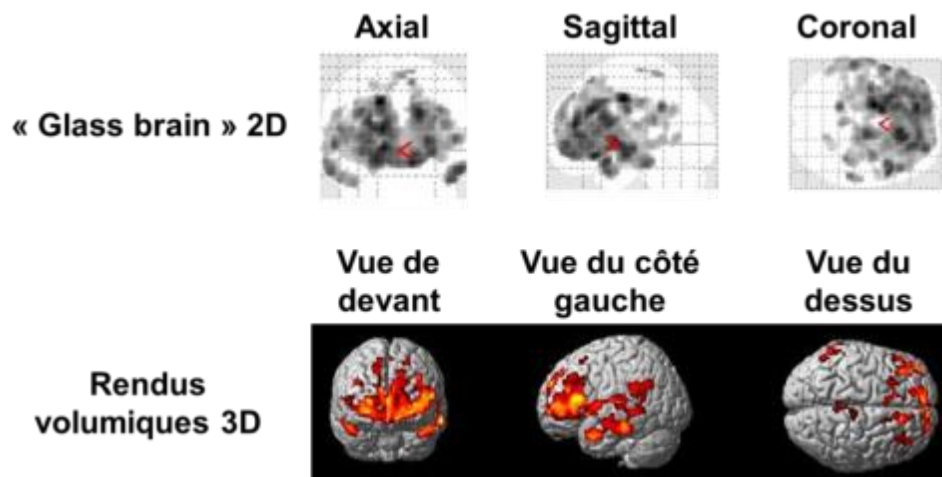 Axial Sagittal Coronal
« Glass brain » 2D
Vue de devant
Vue du côté gauche
Vue du dessus
Rendus
volumiques 3D